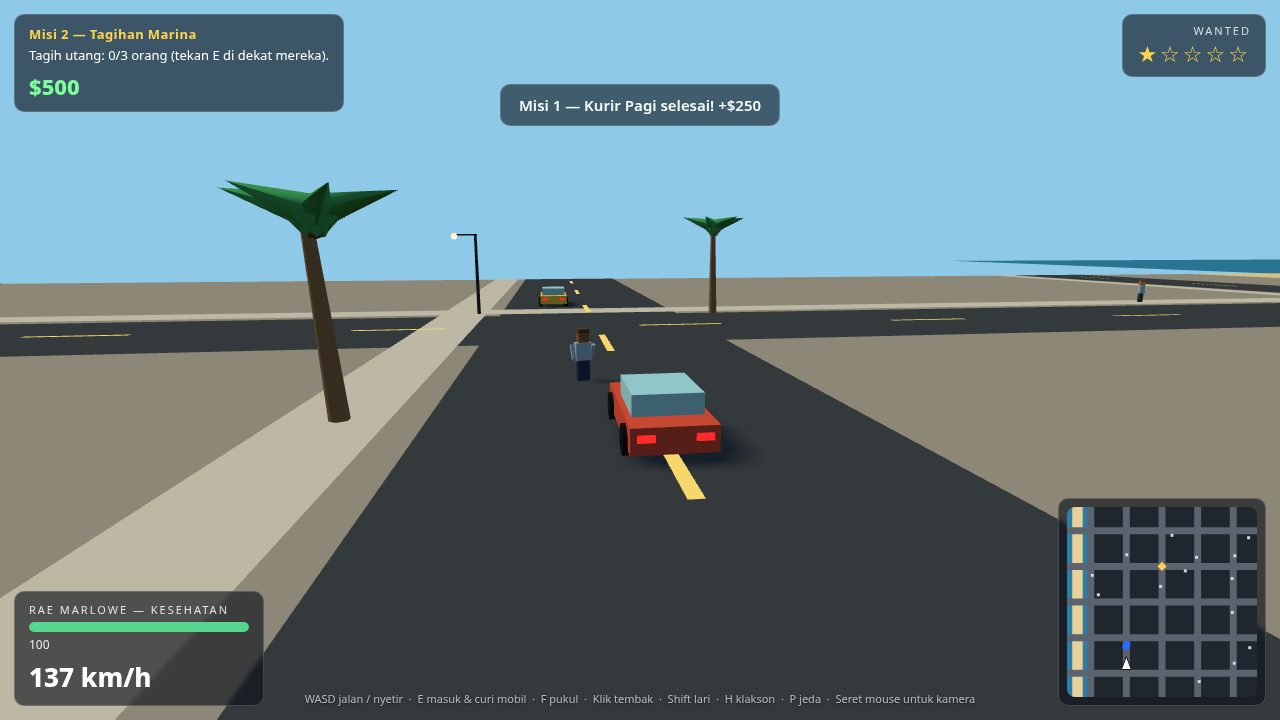 Misi 2 — Tagihan Marina
Tagih utang: 0/3 orang (tekan E di dekat mereka).
$500
WANTED
★☆☆☆☆
Misi 1 — Kurir Pagi selesai! +$250
RAE MARLOWE — KESEHATAN
100
137 km/h
WASD jalan / nyetir · E masuk & curi mobil · F pukul · Klik tembak · Shift lari · H klakson · P jeda · Seret mouse untuk kamera